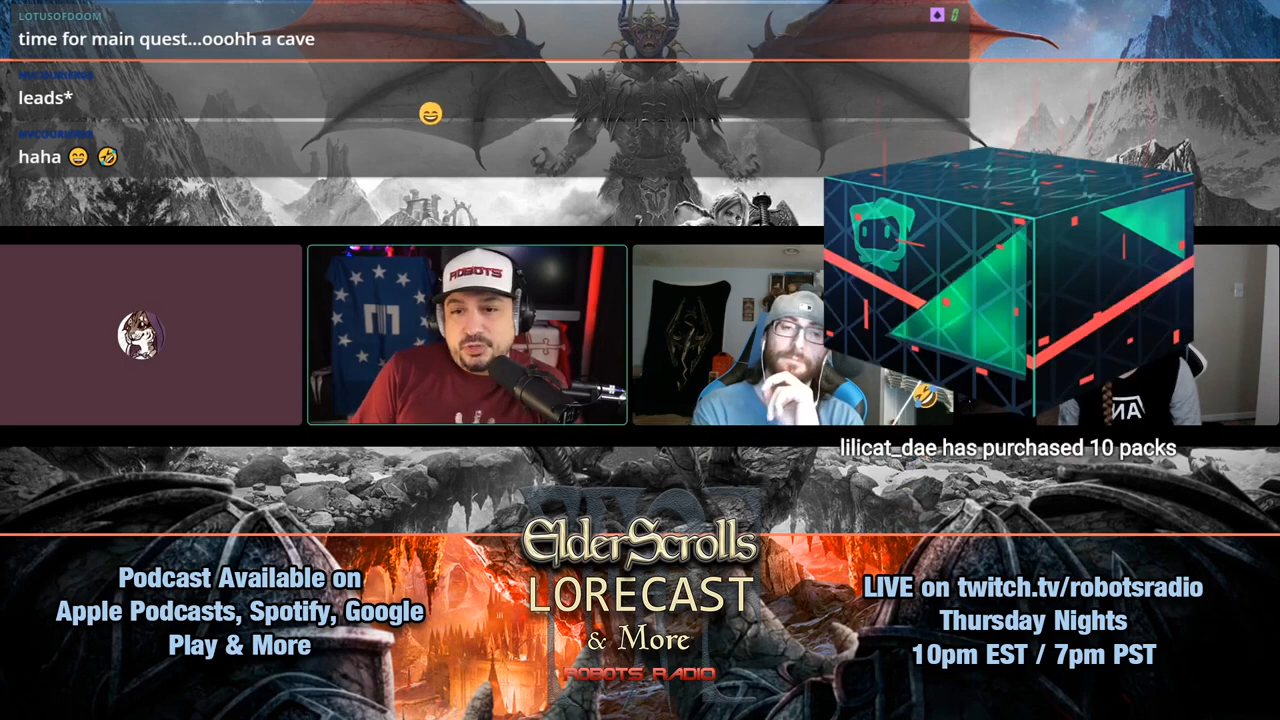 LOTUSOFDOOM
time for main quest...ooohh a cave
leads*
haha
ROBOTS
lilicat_dae has purchased 10 packs
ElderScrolls
LORECAST
& More
ROBOTS RADIO
Podcast Available on
Apple Podcasts, Spotify, Google
Play & More
LIVE on twitch.tv/robotsradio
Thursday Nights
10pm EST / 7pm PST